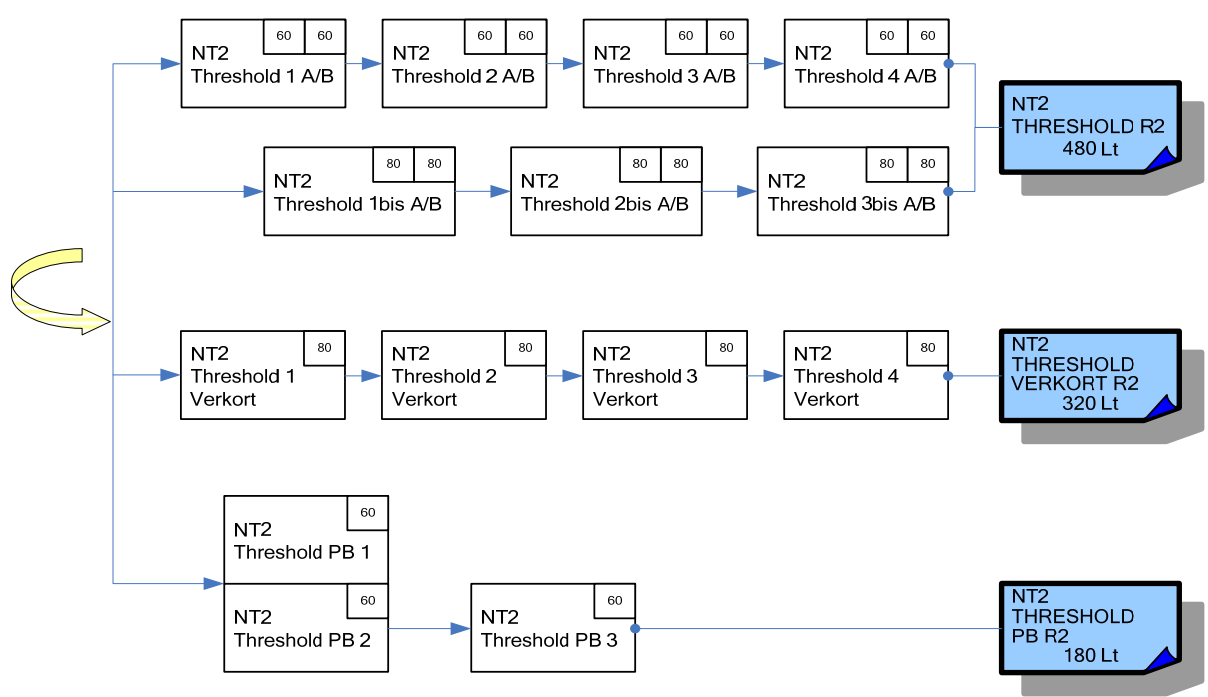 60 60
NT2
Threshold 1 A/B
60 60
NT2
Threshold 2 A/B
60 60
NT2
Threshold 3 A/B
60 60
NT2
Threshold 4 A/B
NT2
THRESHOLD R2
480 Lt
80 80
NT2
Threshold 1bis A/B
80 80
NT2
Threshold 2bis A/B
80 80
NT2
Threshold 3bis A/B
80
NT2
Threshold 1
Verkort
80
NT2
Threshold 2
Verkort
80
NT2
Threshold 3
Verkort
80
NT2
Threshold 4
Verkort
NT2
THRESHOLD
VERKORT R2
320 Lt
60
NT2
Threshold PB 1
60
NT2
Threshold PB 2
60
NT2
Threshold PB 3
NT2
THRESHOLD
PB R2
180 Lt